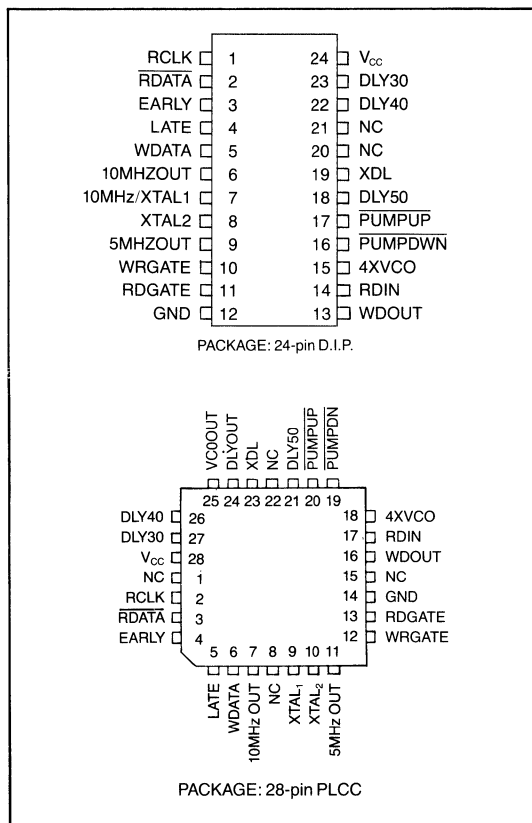 RCLK 1 24 V_CC DLY30
RDATA 2 23 DLY30
EARLY 3 22 DLY40
LATE 4 21 NC
WDATA 5 20 NC
10MHZOUT 6 19 XDL
10MHz/XTAL1 7 18 DLY50
XTAL2 8 17 PUMPUP
5MHZOUT 9 16 PUMPDWN
WRGATE 10 15 4XVCO
RDGATE 11 14 RDIN
GND 12 13 WDOUT
PACKAGE: 24-pin D.I.P.
VC0OUT
DLYOUT
XDL
NC
DLY50
PUMPUP
PUMPDN
25 24 23 22 21 20 19
DLY40 26 18 4XVCO
DLY30 27 17 RDIN
VCC 28 16 WDOUT
NC 1 15 NC
RCLK 2 14 GND
RDATA 3 13 RDGATE
EARLY 4 12 WRGATE
5 6 7 8 9 10 11
LATE
WDATA
10MHz OUT
NC
XTAL1
XTAL2
5MHz OUT
PACKAGE: 28-pin PLCC